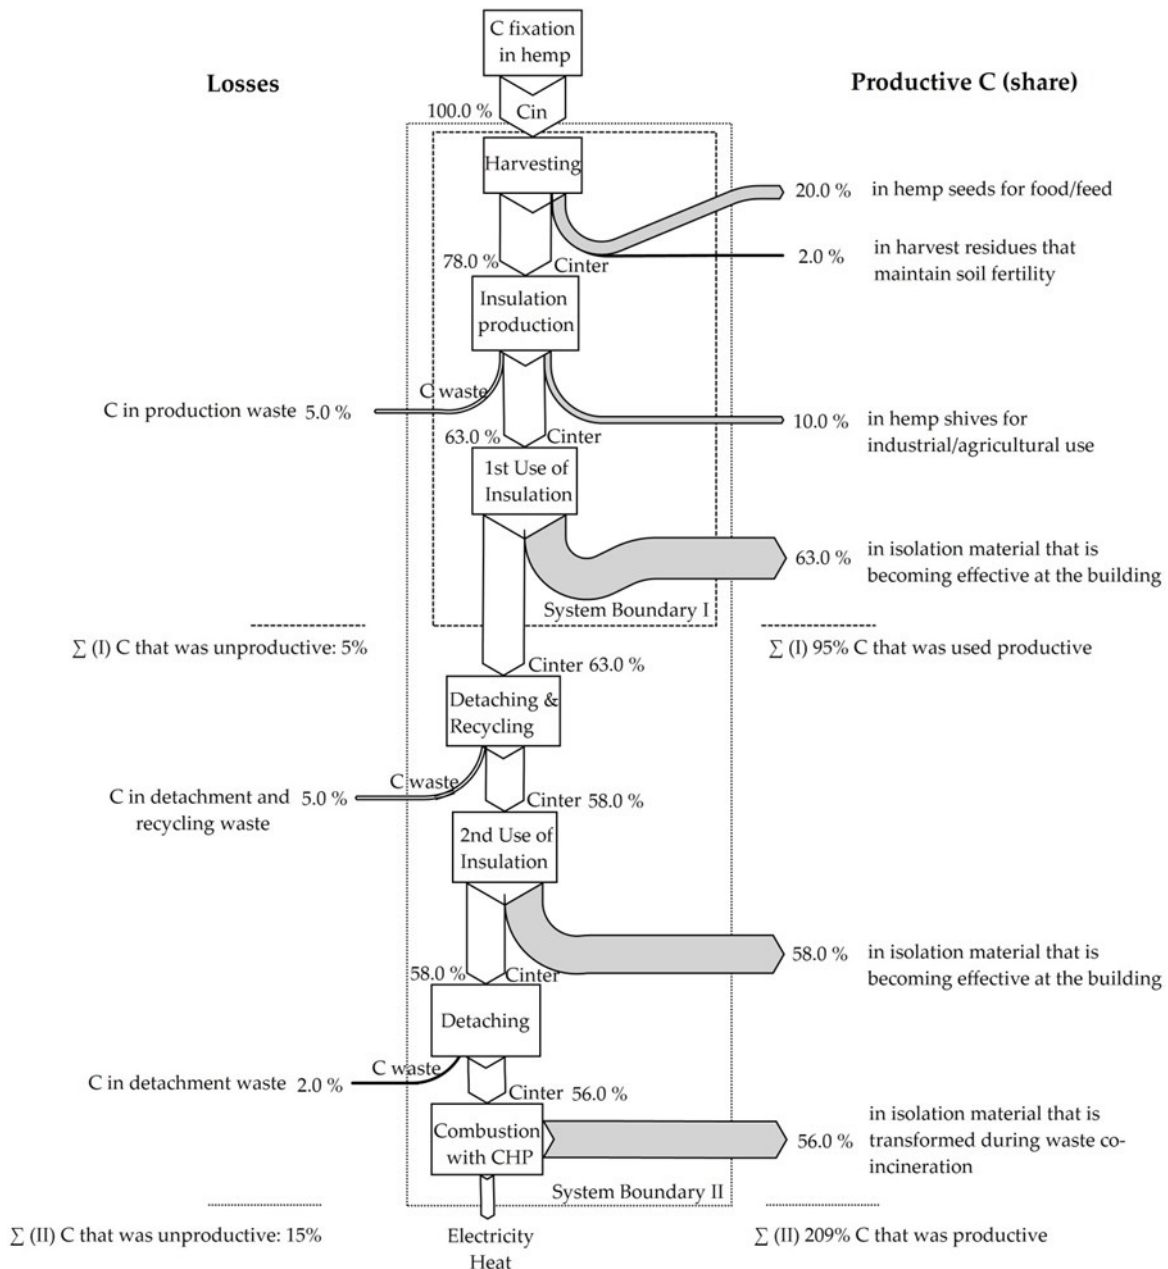 C fixation
in hemp
Losses
Productive C (share)
100.0 %
Cin
Harvesting
20.0 %
in hemp seeds for food/feed
78.0 %
Cinter
2.0 %
in harvest residues that
maintain soil fertility
Insulation
production
C waste
C in production waste
5.0 %
10.0 %
in hemp shives for
industrial/agricultural use
63.0 %
Cinter
1st Use of
Insulation
63.0 %
in isolation material that is
becoming effective at the building
System Boundary I
∑ (I) C that was unproductive: 5%
∑ (I) 95% C that was used productive
Cinter 63.0 %
Detaching &
Recycling
C waste
C in detachment and
recycling waste
5.0 %
Cinter 58.0 %
2nd Use of
Insulation
58.0 %
in isolation material that is
becoming effective at the building
58.0 %
Cinter
Detaching
C waste
C in detachment waste
2.0 %
Cinter 56.0 %
Combustion
with CHP
56.0 %
in isolation material that is
transformed during waste co-
incineration
System Boundary II
∑ (II) C that was unproductive: 15%
∑ (II) 209% C that was productive
Electricity
Heat